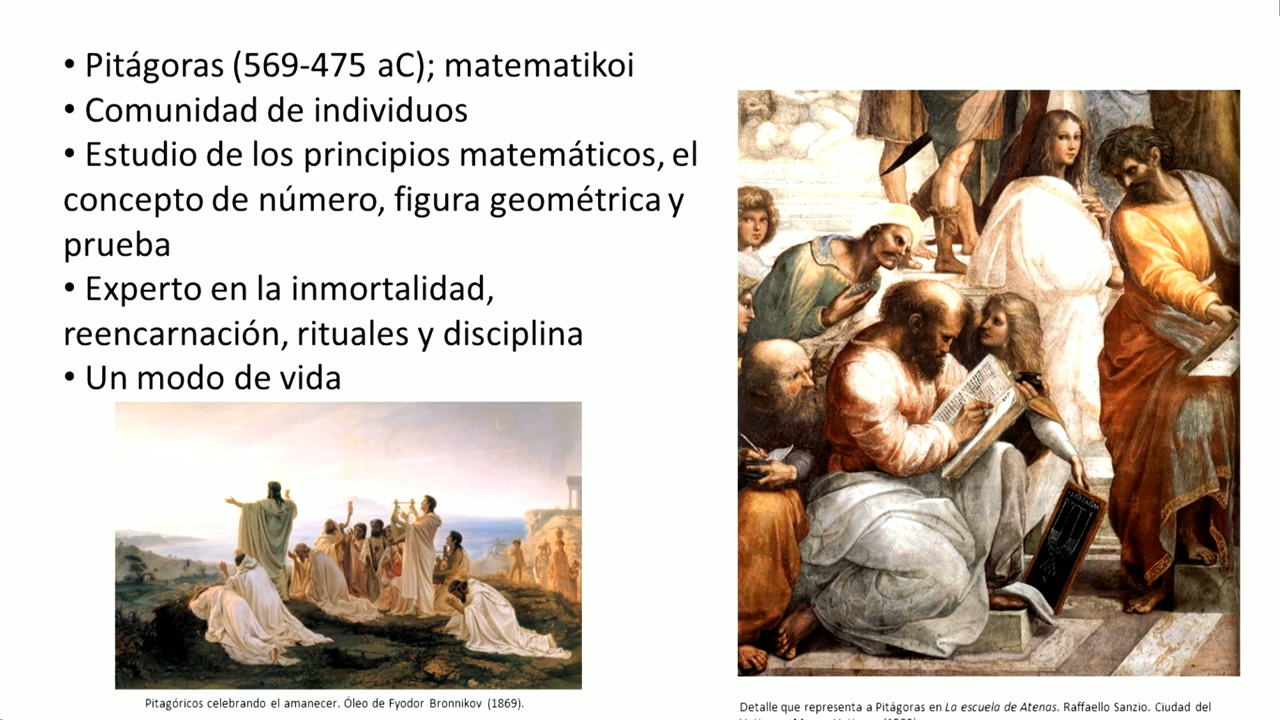 • Pitágoras (569-475 aC); matematikoi
• Comunidad de individuos
• Estudio de los principios matemáticos, el
concepto de número, figura geométrica y
prueba
• Experto en la inmortalidad,
reencarnación, rituales y disciplina
• Un modo de vida
Pitagóricos celebrando el amanecer. Óleo de Fyodor Bronnikov (1869).
Detalle que representa a Pitágoras en La escuela de Atenas. Raffaello Sanzio. Ciudad del